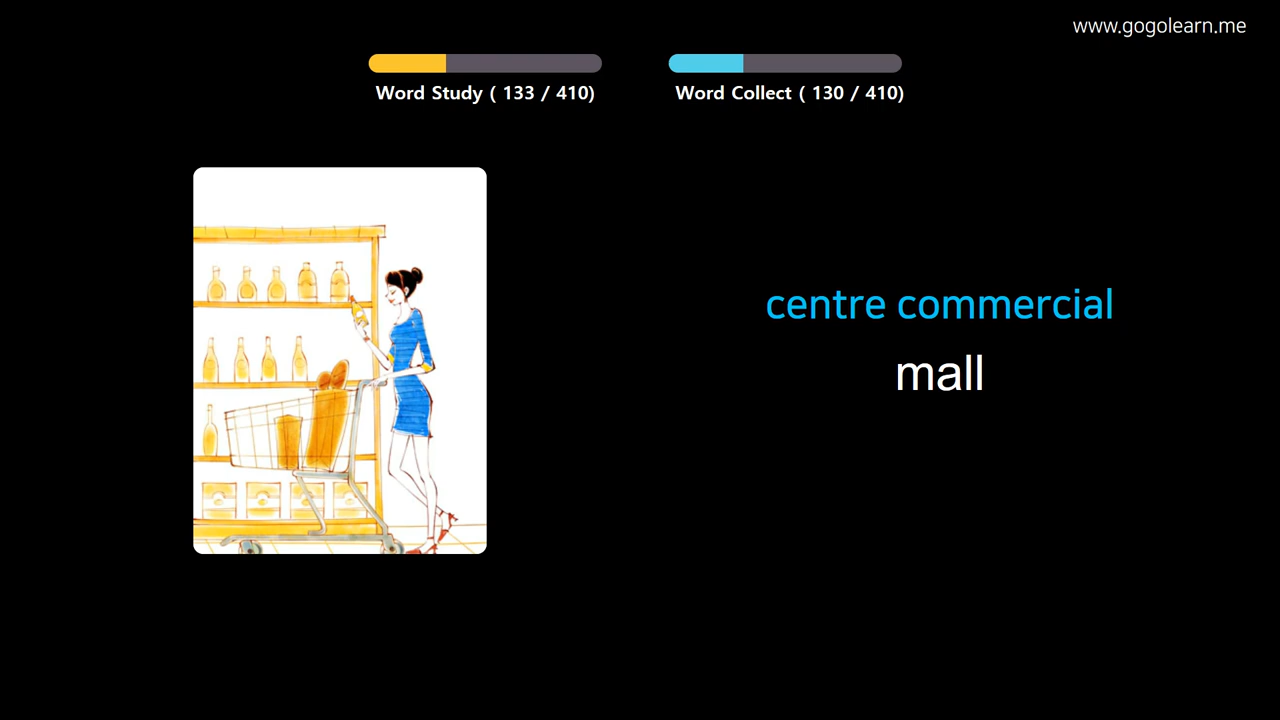 www.gogolearn.me
Word Study ( 133 / 410)
Word Collect ( 130 / 410)
centre commercial
mall